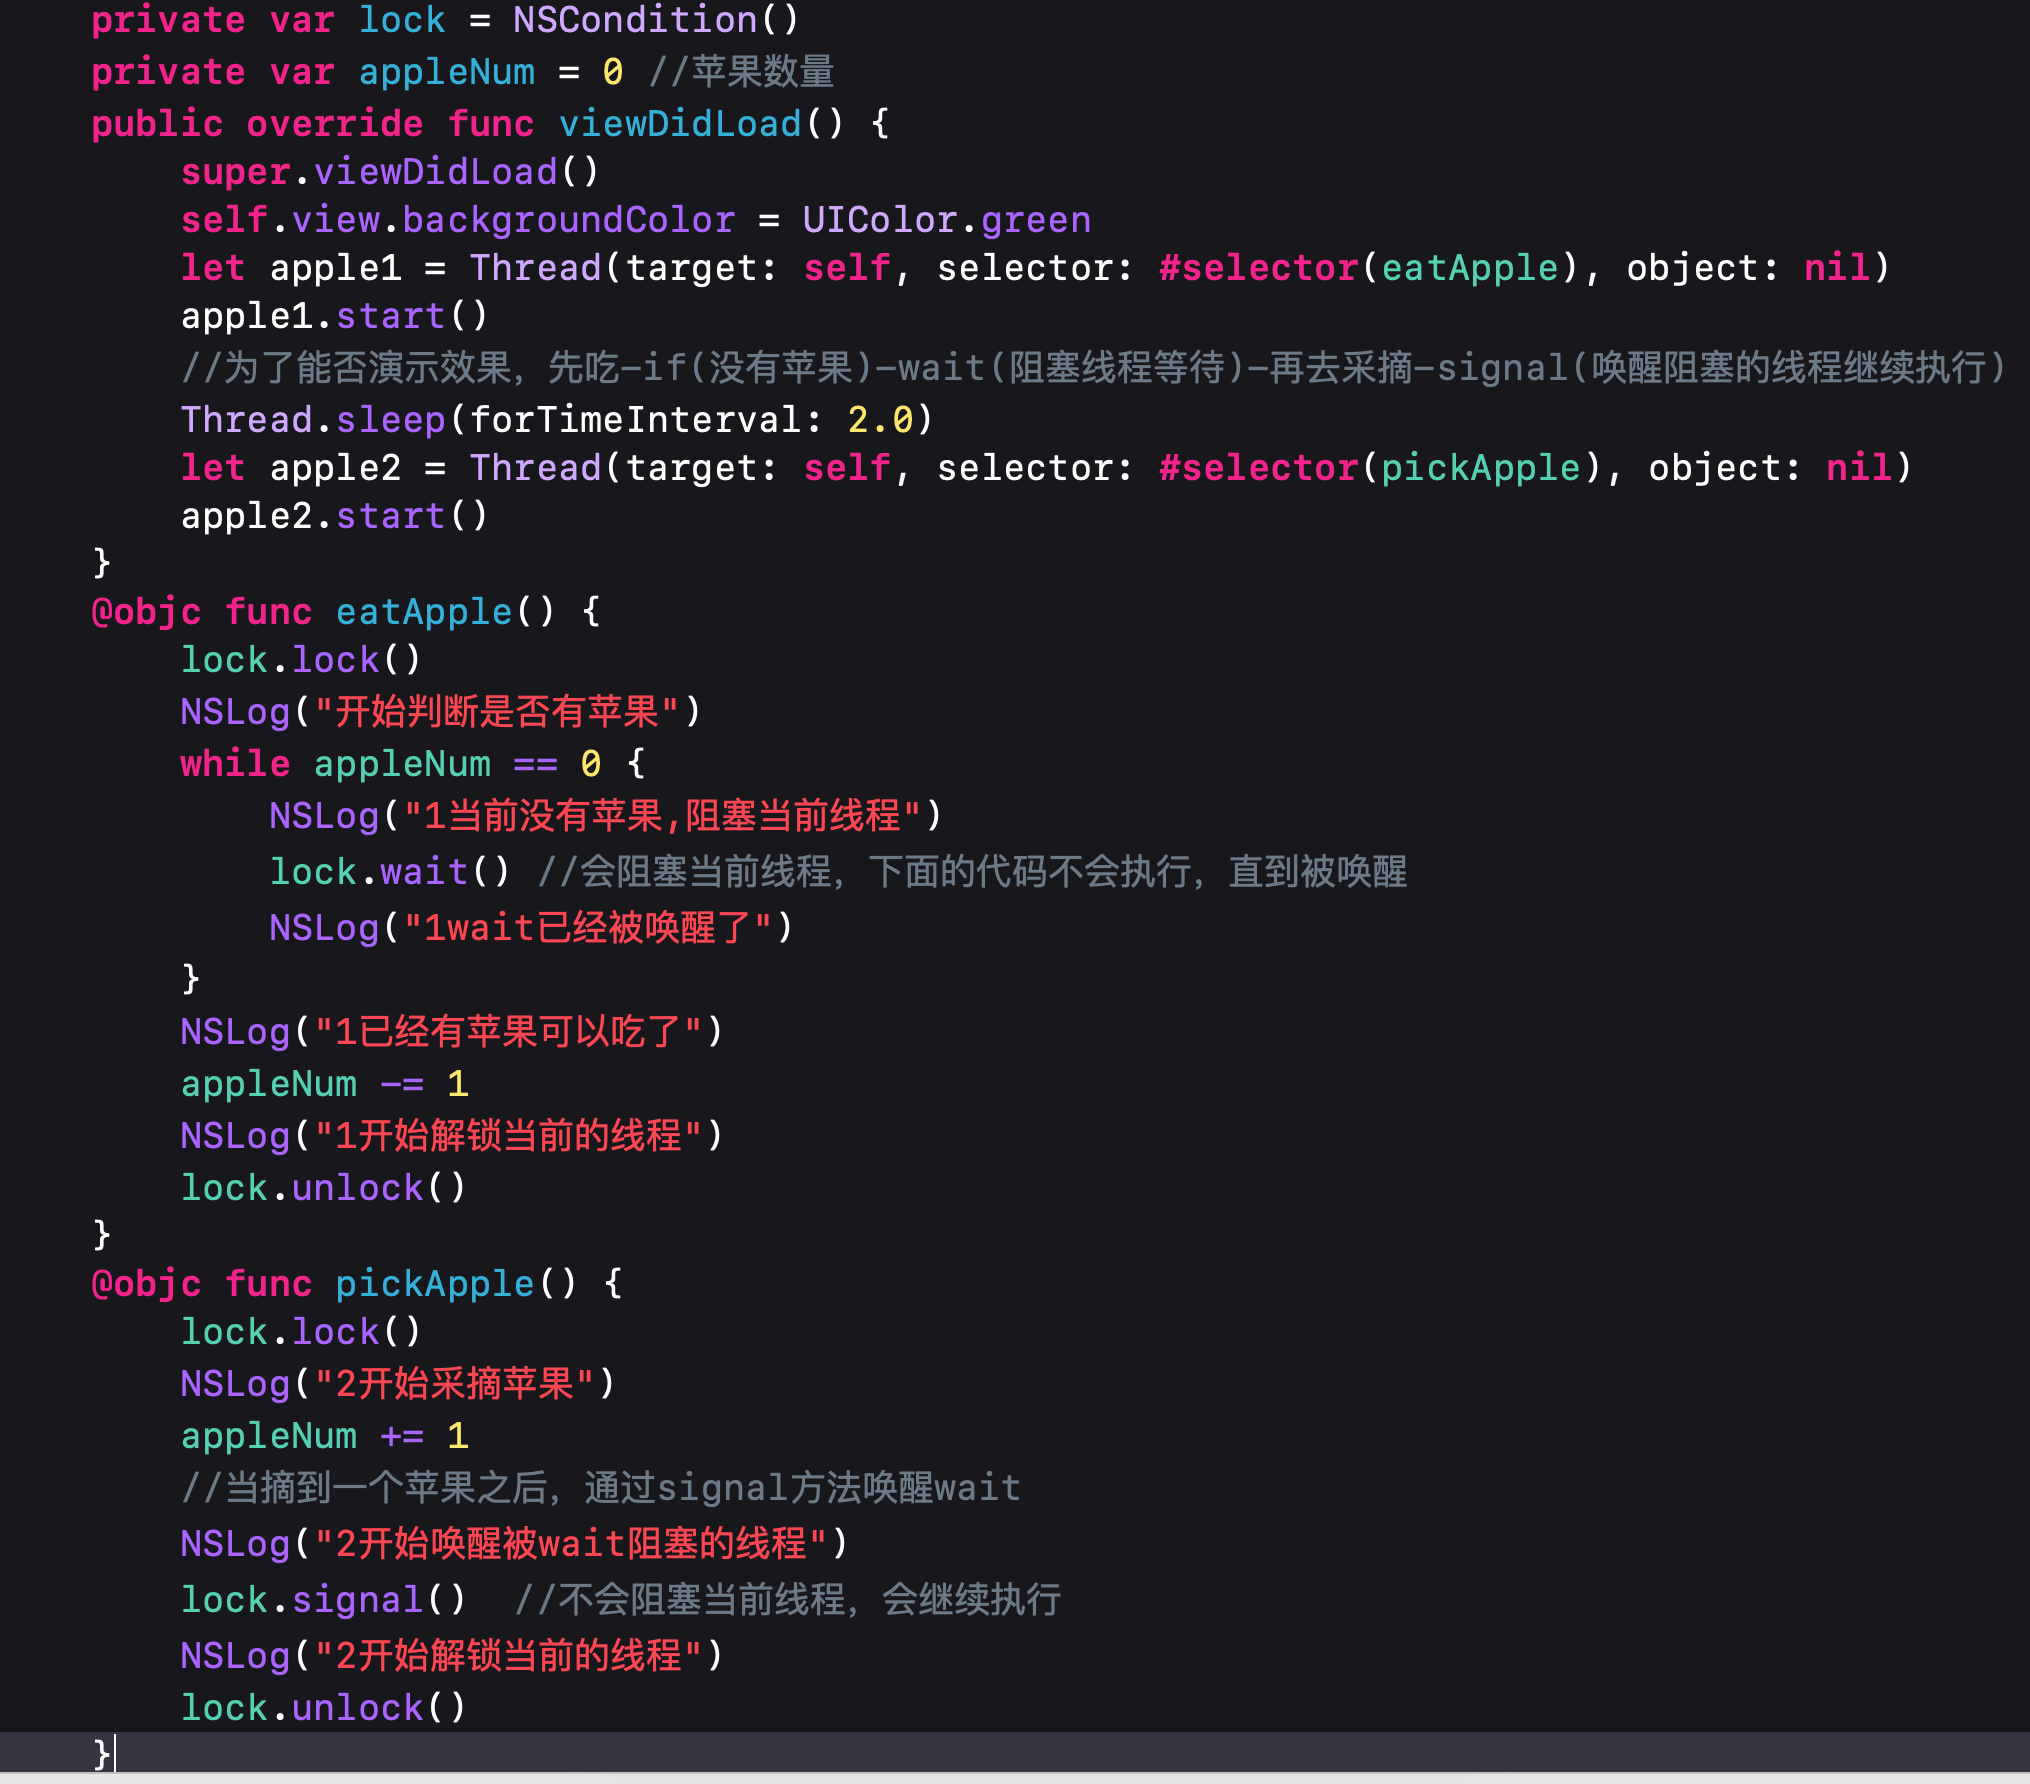 private var lock = NSCondition()
private var appleNum = 0 //苹果数量
public override func viewDidLoad() {
super.viewDidLoad()
self.view.backgroundColor = UIColor.green
let apple1 = Thread(target: self, selector: #selector(eatApple), object: nil)
apple1.start()
//为了能否演示效果，先吃-if(没有苹果)-wait(阻塞线程等待)-再去采摘-signal(唤醒阻塞的线程继续执行)
Thread.sleep(forTimeInterval: 2.0)
let apple2 = Thread(target: self, selector: #selector(pickApple), object: nil)
apple2.start()
}
@objc func eatApple() {
lock.lock()
NSLog("开始判断是否有苹果")
while appleNum == 0 {
NSLog("1当前没有苹果,阻塞当前线程")
lock.wait() //会阻塞当前线程，下面的代码不会执行，直到被唤醒
NSLog("1wait已经被唤醒了")
}
NSLog("1已经有苹果可以吃了")
appleNum -= 1
NSLog("1开始解锁当前的线程")
lock.unlock()
}
@objc func pickApple() {
lock.lock()
NSLog("2开始采摘苹果")
appleNum += 1
//当摘到一个苹果之后，通过signal方法唤醒wait
NSLog("2开始唤醒被wait阻塞的线程")
lock.signal()  //不会阻塞当前线程，会继续执行
NSLog("2开始解锁当前的线程")
lock.unlock()
}